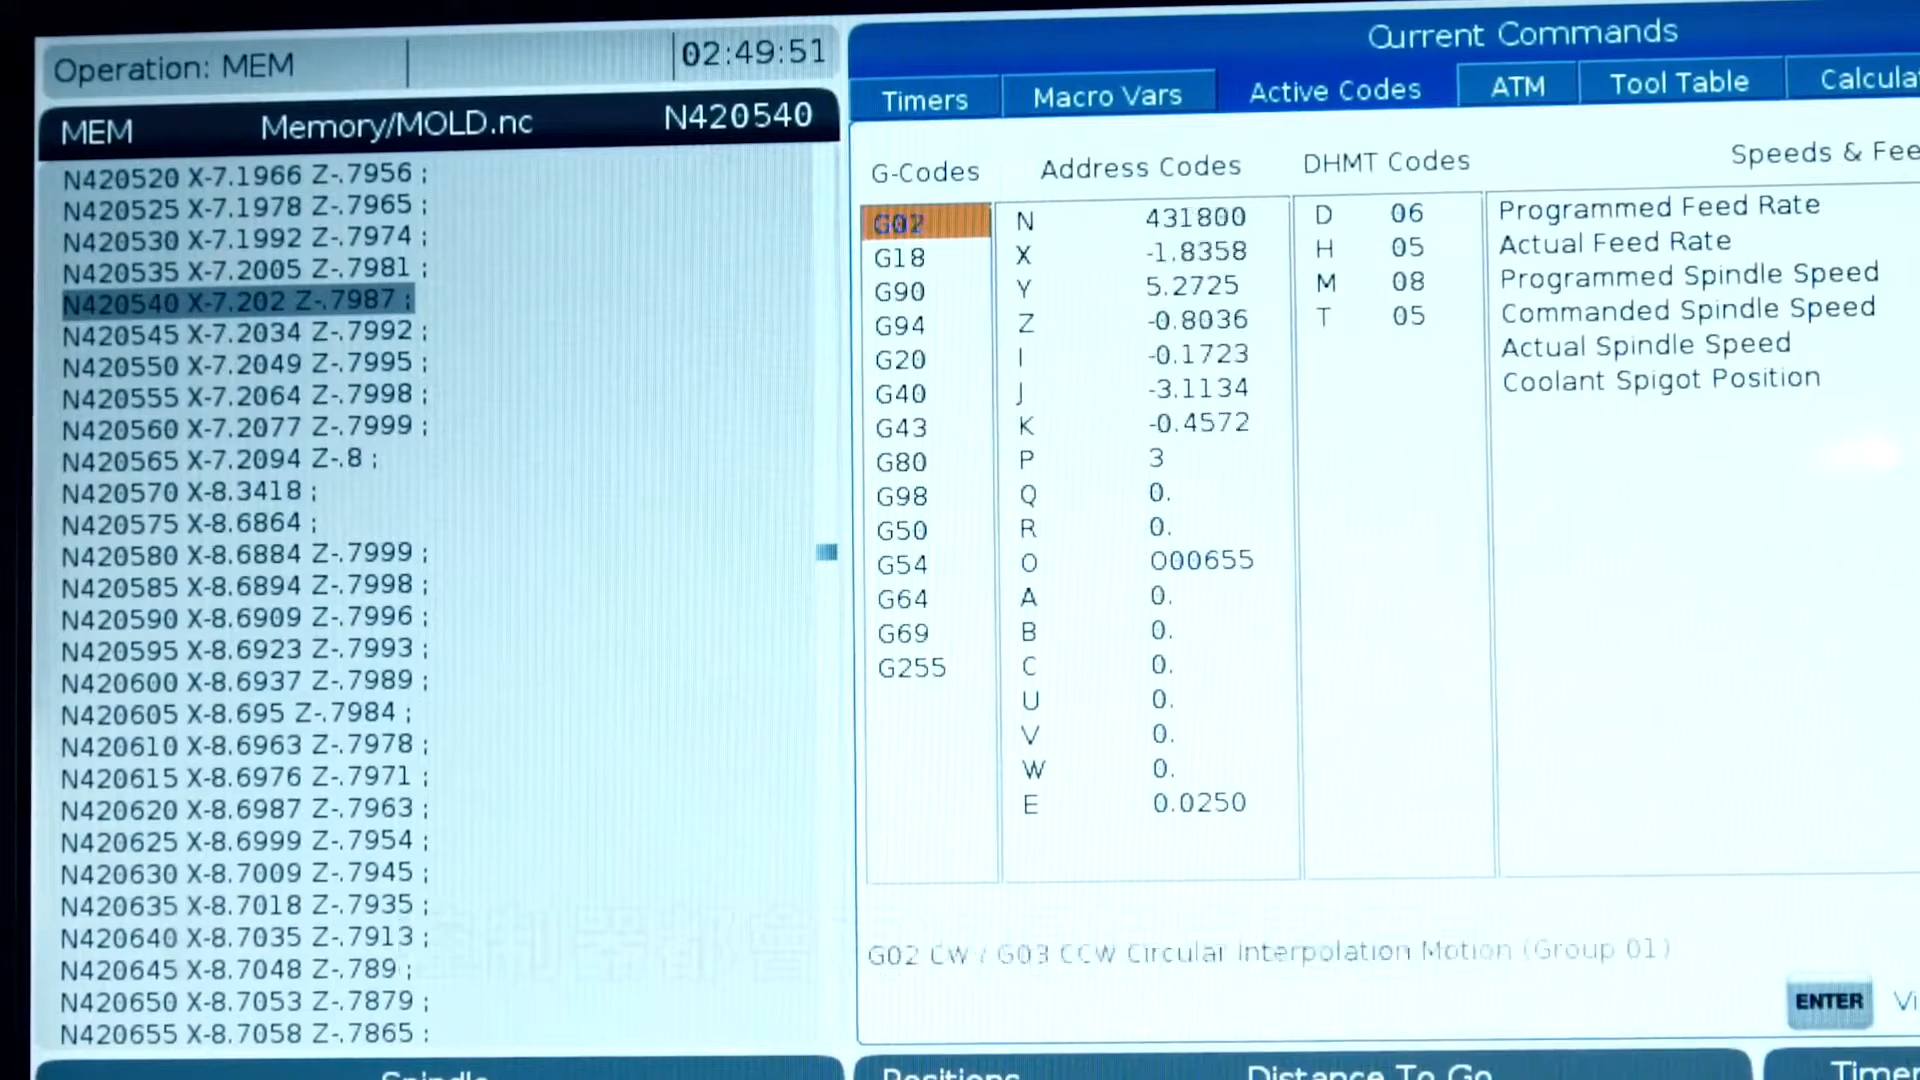 Operation: MEM
02:49:51
MEM Memory/MOLD.nc N420540
N420520 X-7.1966 Z-.7956 ;
N420525 X-7.1978 Z-.7965 ;
N420530 X-7.1992 Z-.7974 ;
N420535 X-7.2005 Z-.7981 ;
N420540 X-7.202 Z-.7987 ;
N420545 X-7.2034 Z-.7992 ;
N420550 X-7.2049 Z-.7995 ;
N420555 X-7.2064 Z-.7998 ;
N420560 X-7.2077 Z-.7999 ;
N420565 X-7.2094 Z-.8 ;
N420570 X-8.3418 ;
N420575 X-8.6864 ;
N420580 X-8.6884 Z-.7999 ;
N420585 X-8.6894 Z-.7998 ;
N420590 X-8.6909 Z-.7996 ;
N420595 X-8.6923 Z-.7993 ;
N420600 X-8.6937 Z-.7989 ;
N420605 X-8.695 Z-.7984 ;
N420610 X-8.6963 Z-.7978 ;
N420615 X-8.6976 Z-.7971 ;
N420620 X-8.6987 Z-.7963 ;
N420625 X-8.6999 Z-.7954 ;
N420630 X-8.7009 Z-.7945 ;
N420635 X-8.7018 Z-.7935 ;
N420640 X-8.7035 Z-.7913 ;
N420645 X-8.7048 Z-.789 ;
N420650 X-8.7053 Z-.7879 ;
N420655 X-8.7058 Z-.7865 ;
Current Commands
Timers Macro Vars Active Codes ATM Tool Table
G-Codes Address Codes DHMT Codes Speeds &
G02
G18
G90
G94
G20
G40
G43
G80
G98
G50
G54
G64
G69
G255
N 431800
X -1.8358
Y 5.2725
Z -0.8036
I -0.1723
J -3.1134
K -0.4572
P 3
Q 0.
R 0.
O O00655
A 0.
B 0.
C 0.
U 0.
V 0.
W 0.
E 0.0250
D 06
H 05
M 08
T 05
Programmed Feed Rate
Actual Feed Rate
Programmed Spindle Speed
Commanded Spindle Speed
Actual Spindle Speed
Coolant Spigot Position
G02 CW / G03 CCW Circular Interpolation Motion (Group 01)
ENTER
Spindle
Positions Distance To Go